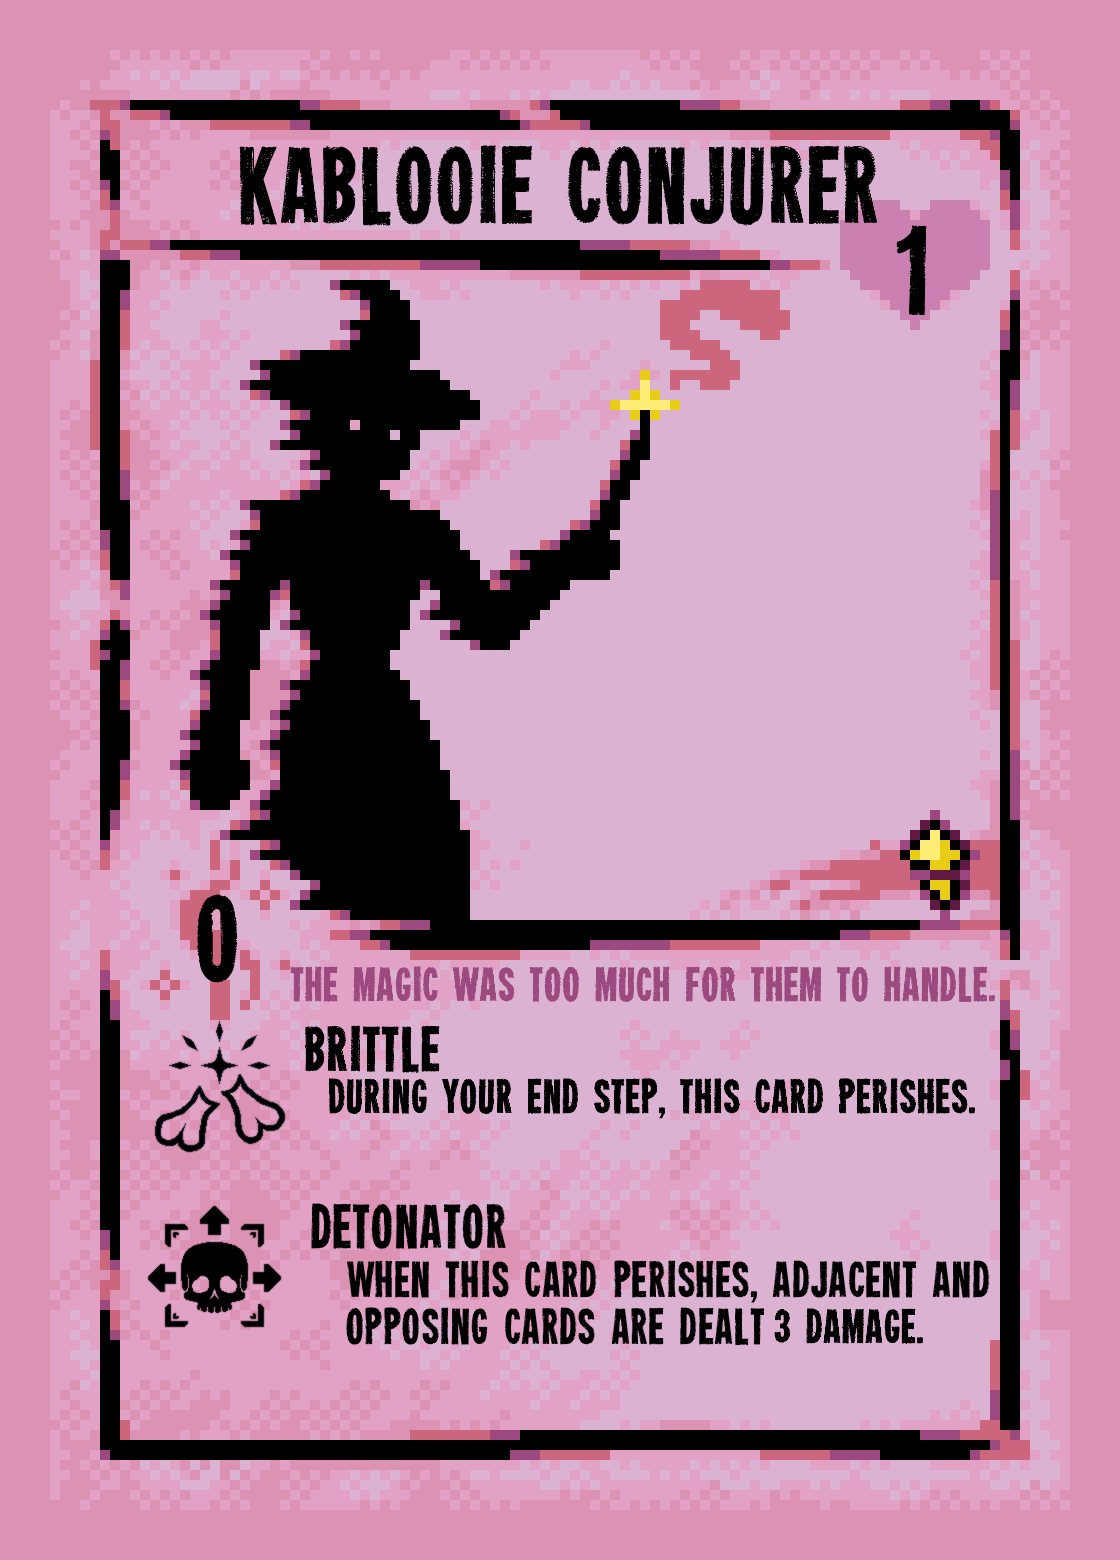 KABLOOIE CONJURER
1
0
THE MAGIC WAS TOO MUCH FOR THEM TO HANDLE.
BRITTLE
DURING YOUR END STEP, THIS CARD PERISHES.
DETONATOR
WHEN THIS CARD PERISHES, ADJACENT AND
OPPOSING CARDS ARE DEALT 3 DAMAGE.